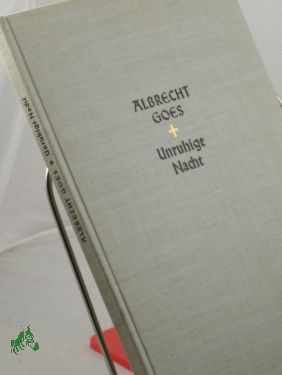 ALBRECHT
GOES
Unruhige
Nacht
ALBRECHT GOES + Unruhige Nacht